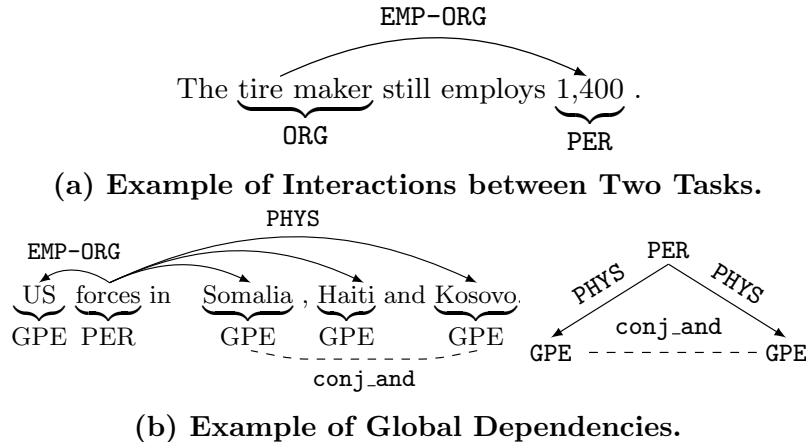 EMP-ORG
The tire maker still employs 1,400 .
ORG
PER
(a) Example of Interactions between Two Tasks.
PHYS
EMP-ORG
US forces in Somalia , Haiti and Kosovo.
GPE PER GPE GPE GPE
conj_and
PER
PHYS PHYS
conj_and
GPE GPE
(b) Example of Global Dependencies.